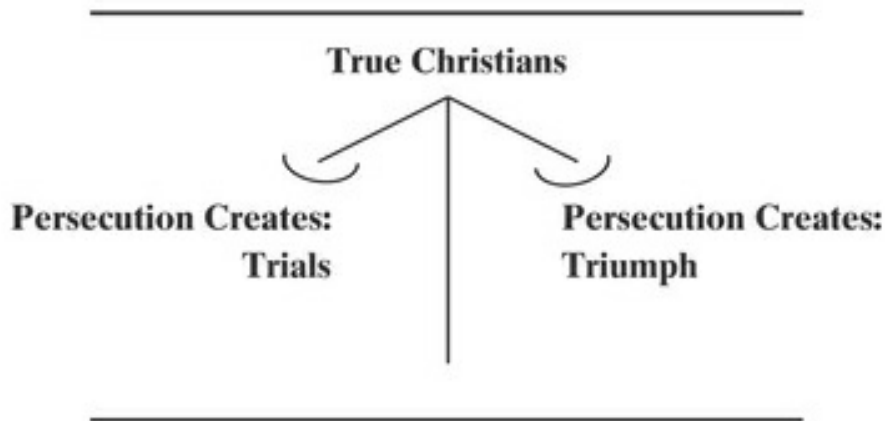 True Christians
Persecution Creates:
Trials
Persecution Creates:
Triumph